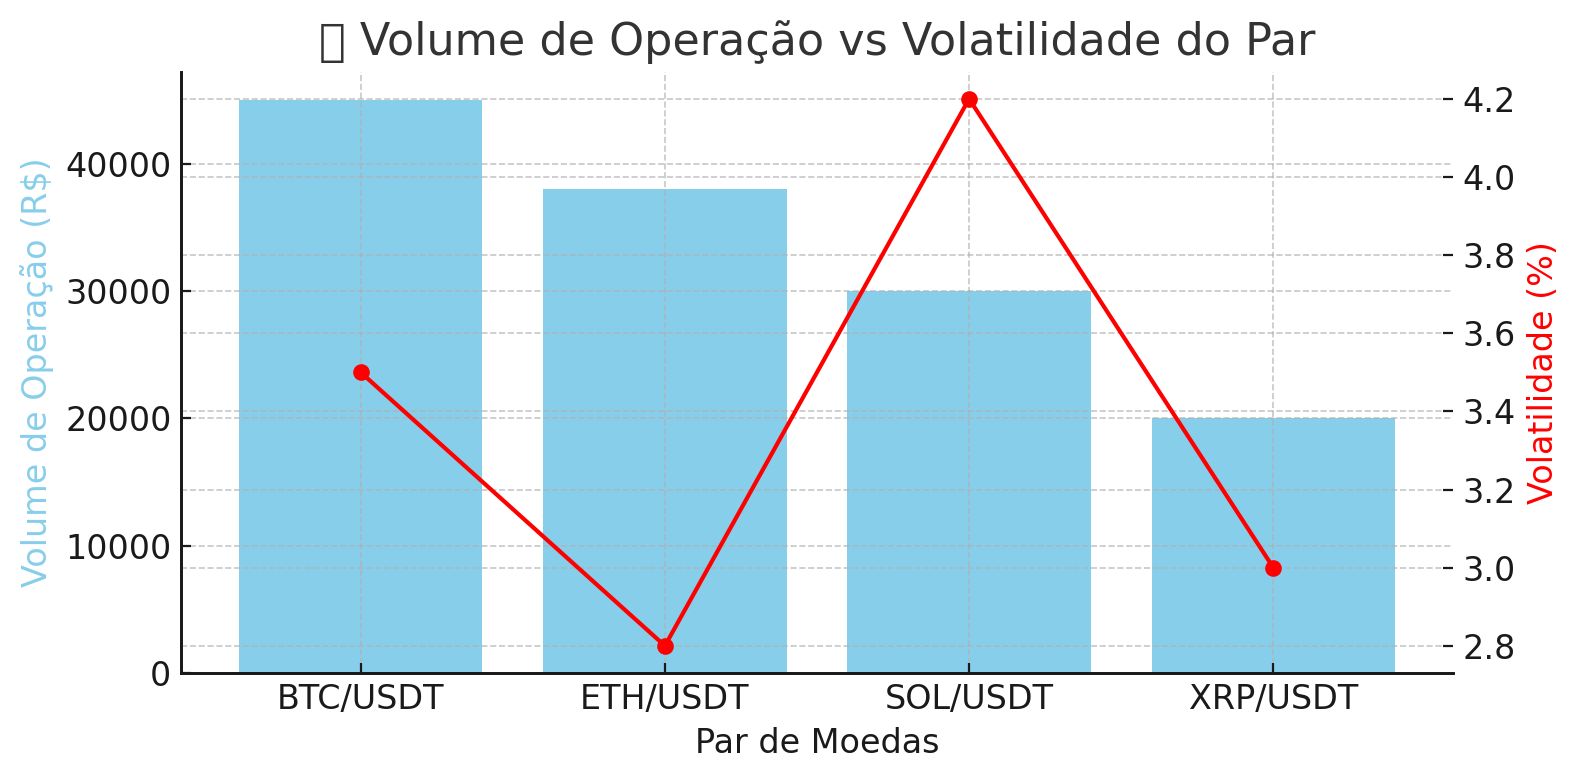 Volume de Operação vs Volatilidade do Par
Volume de Operação (R$)
40000
30000
20000
10000
0
4.2
4.0
3.8
3.6
3.4
3.2
3.0
2.8
Volatilidade (%)
BTC/USDT ETH/USDT SOL/USDT XRP/USDT
Par de Moedas